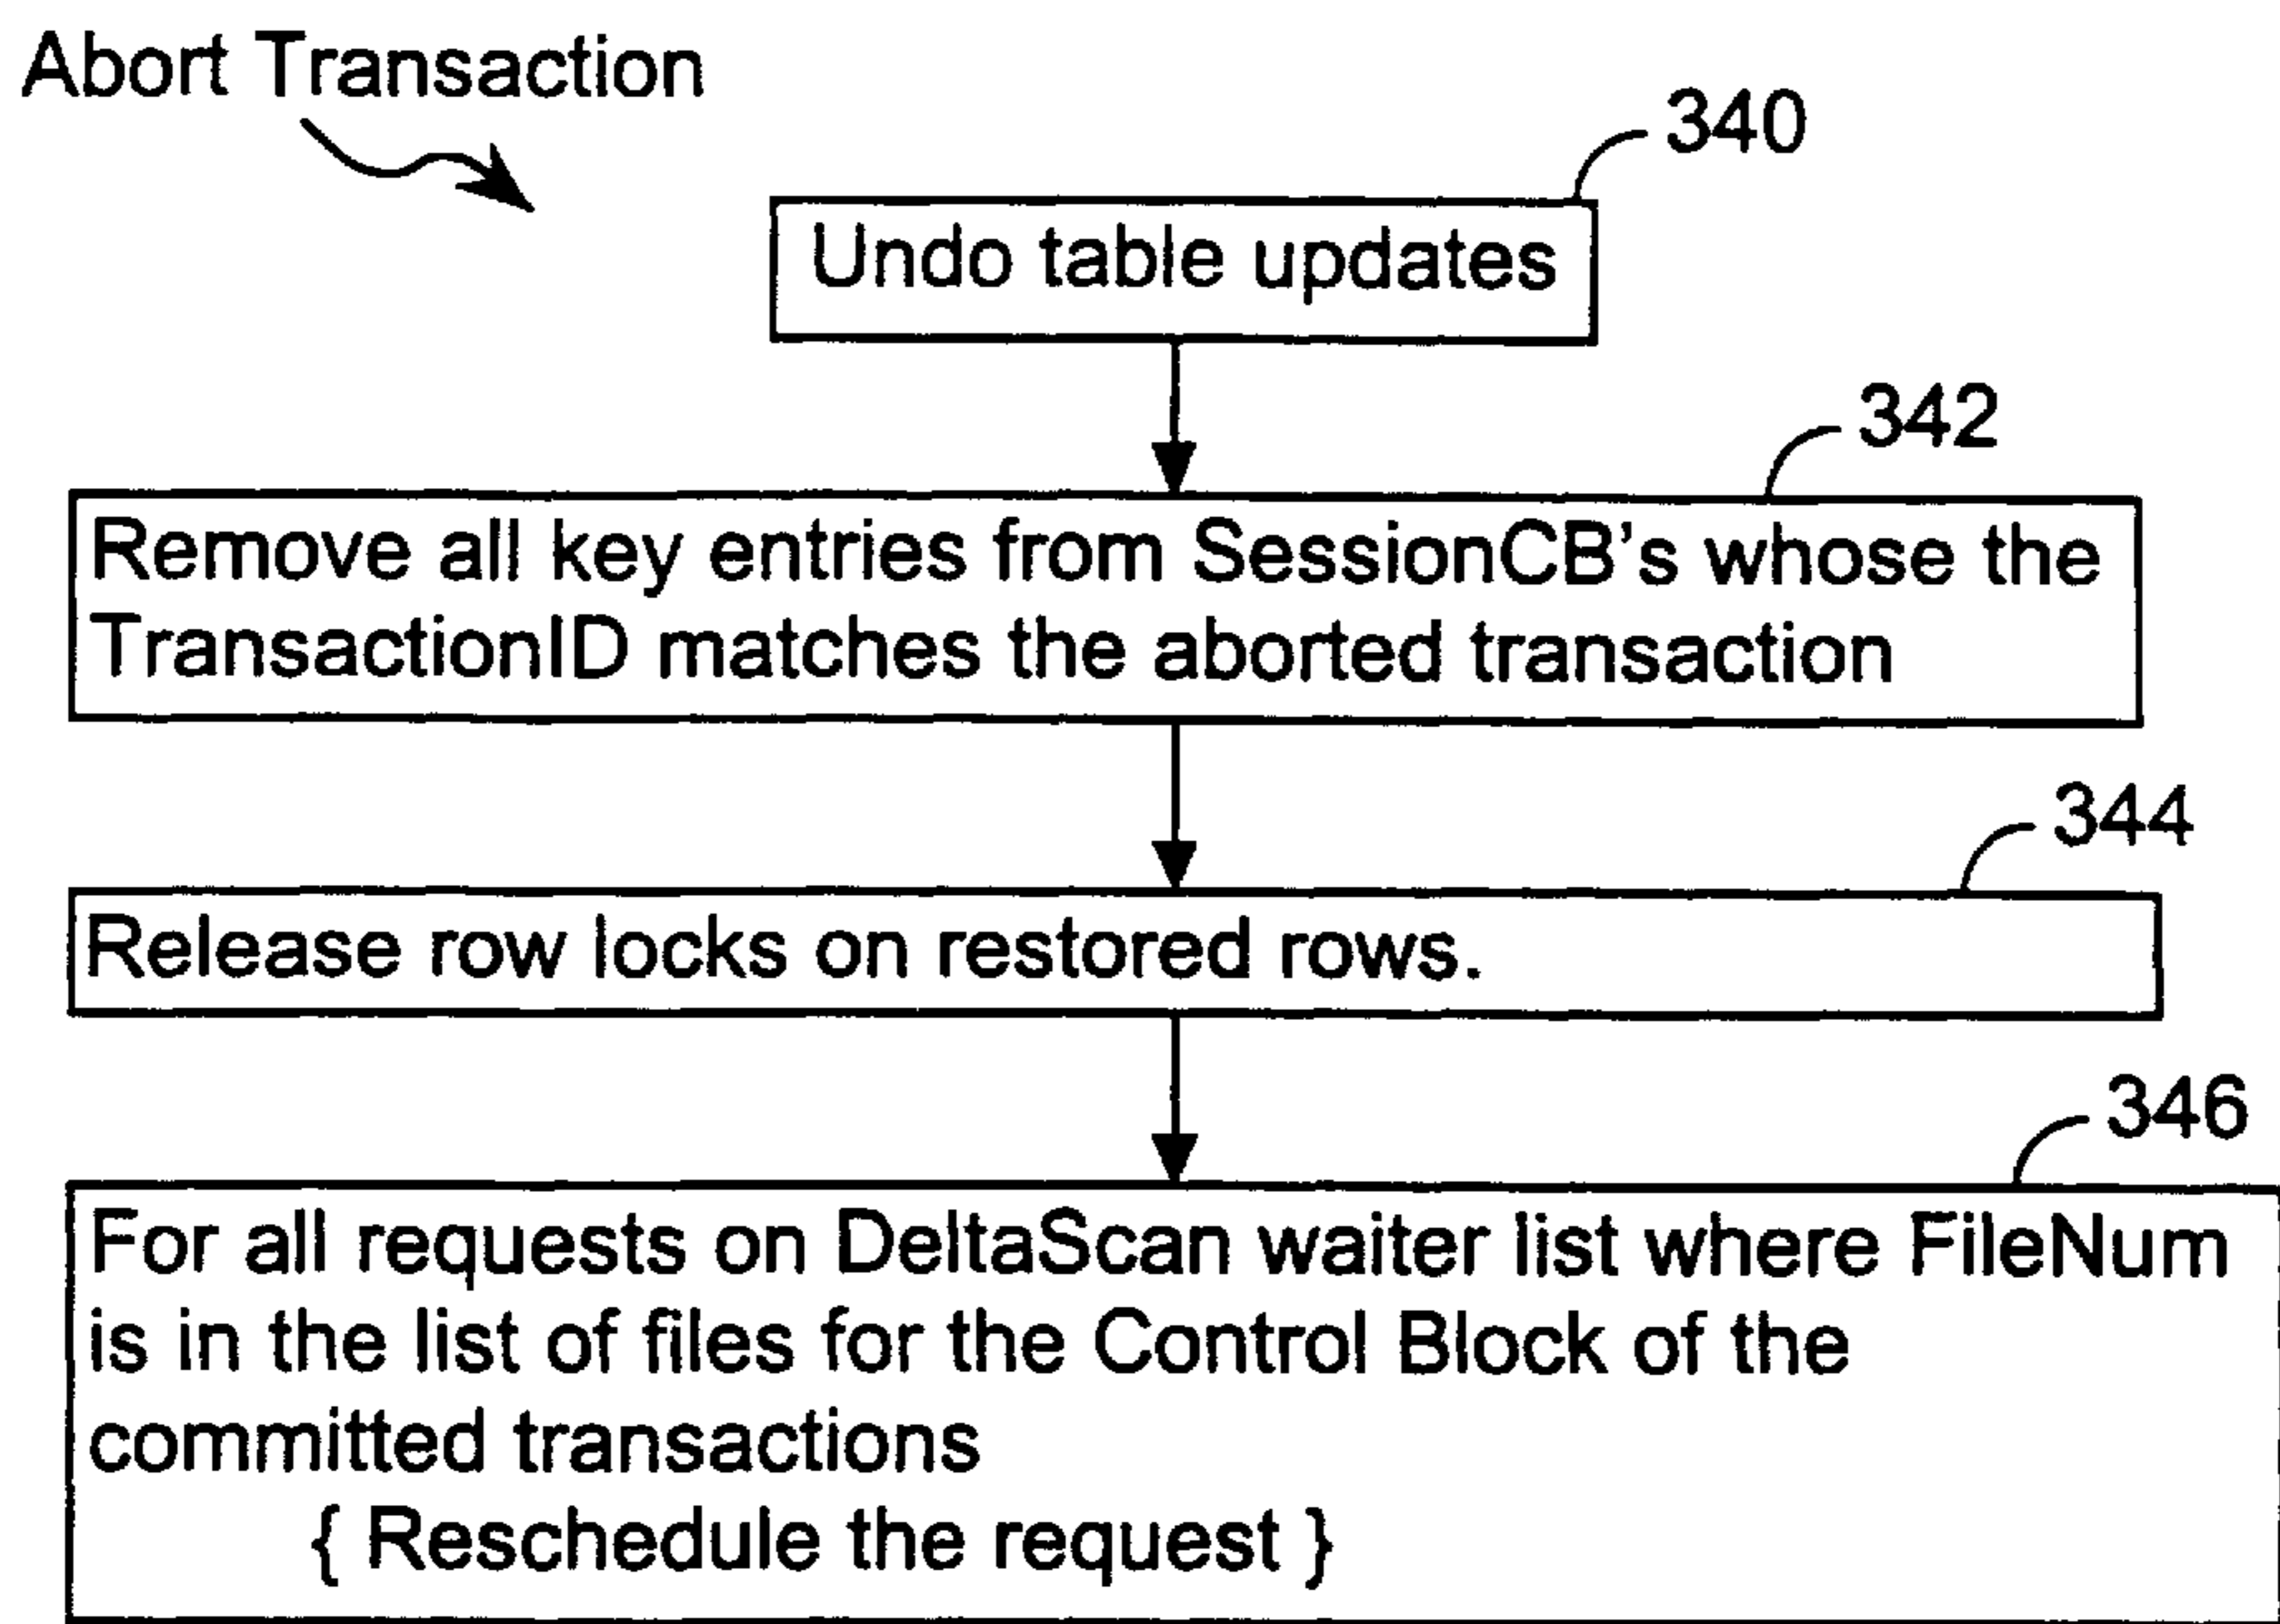 Abort Transaction
340
Undo table updates
342
Remove all key entries from SessionCB's whose the
TransactionID matches the aborted transaction
344
Release row locks on restored rows.
346
For all requests on DeltaScan waiter list where FileNum
is in the list of files for the Control Block of the
committed transactions
{ Reschedule the request }